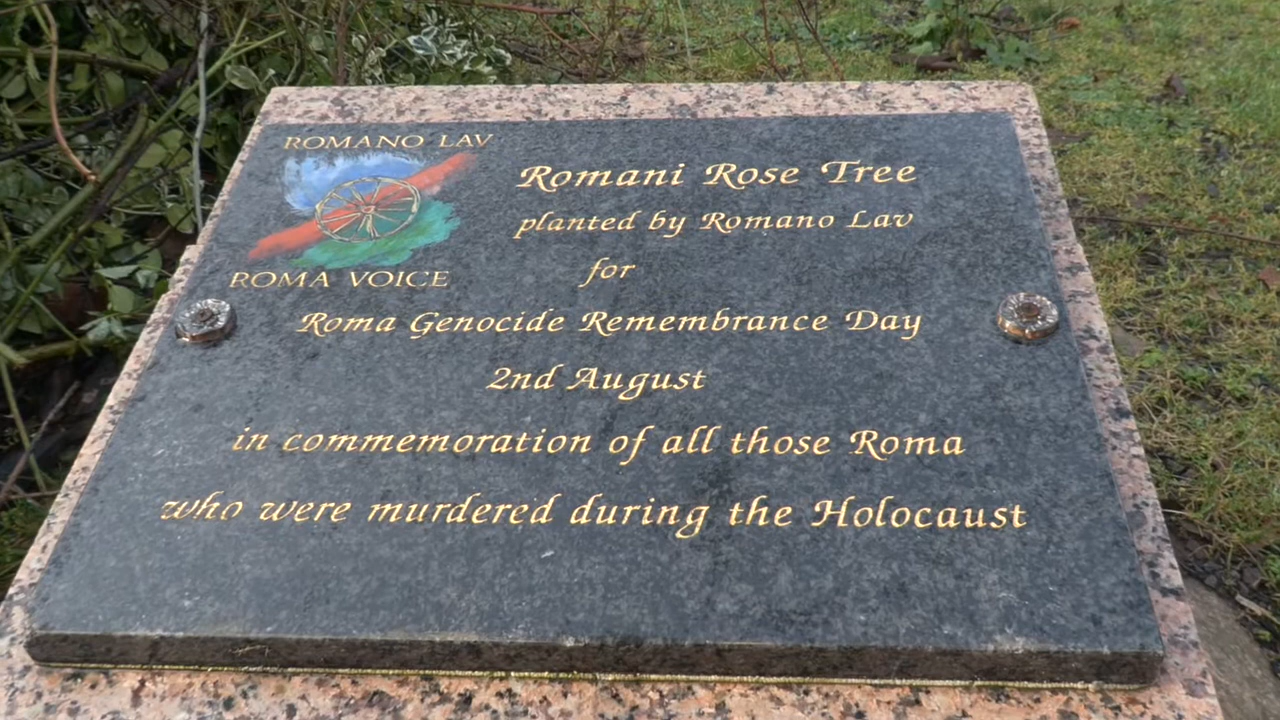 ROMANO LAV
ROMA VOICE
Romani Rose Tree
planted by Romano Lav
for
Roma Genocide Remembrance Day
2nd August
in commemoration of all those Roma
who were murdered during the Holocaust